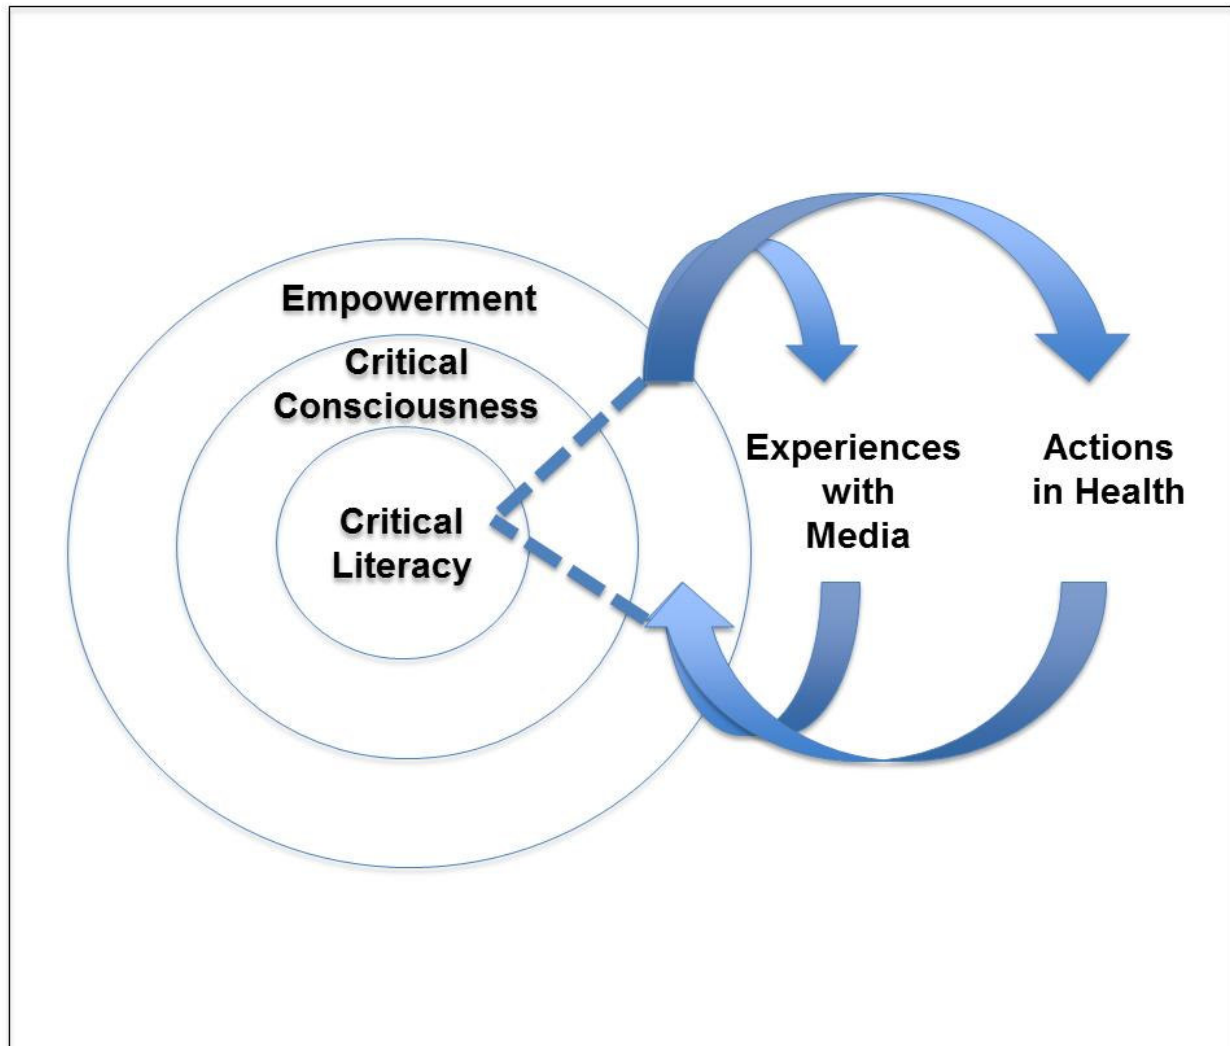 Empowerment
Critical
Consciousness
Critical
Literacy
Experiences
with
Media
Actions
in Health